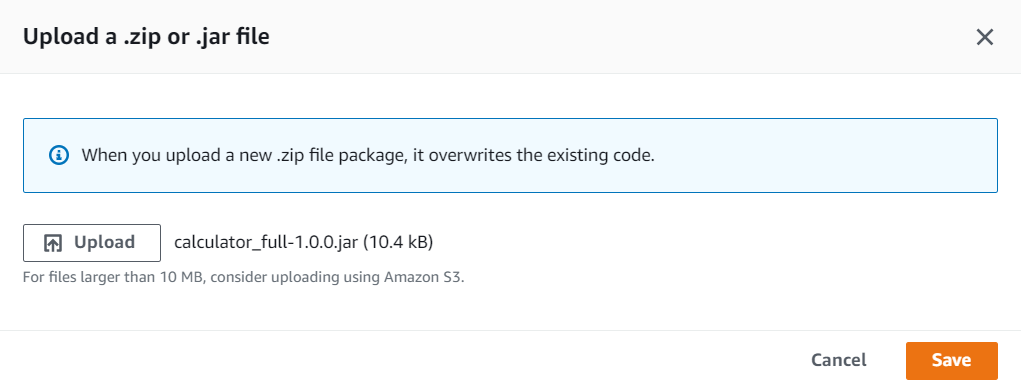 Upload a .zip or .jar file
When you upload a new .zip file package, it overwrites the existing code.
Upload calculator_full-1.0.0.jar (10.4 kB)
For files larger than 10 MB, consider uploading using Amazon S3.
Cancel Save